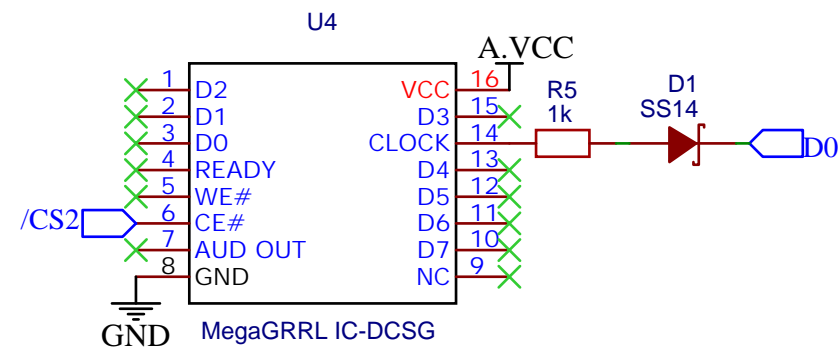 U4
A.VCC
1 D2 VCC 16
2 D1 D3 15
3 D0 CLOCK 14
R5
1k
D1
SS14
D0
4 READY D4 13
5 WE# D5 12
/CS2 6 CE# D6 11
7 AUD OUT D7 10
8 GND NC 9
GND
MegaGRRL IC-DCSG